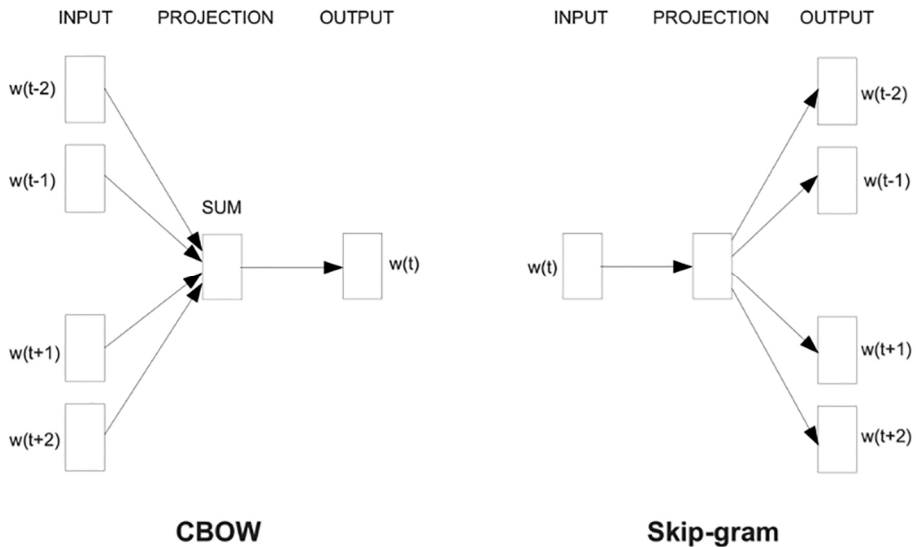 INPUT PROJECTION OUTPUT
w(t-2)
w(t-1)
SUM
w(t)
w(t+1)
w(t+2)
CBOW
INPUT PROJECTION OUTPUT
w(t-2)
w(t-1)
w(t)
w(t+1)
w(t+2)
Skip-gram